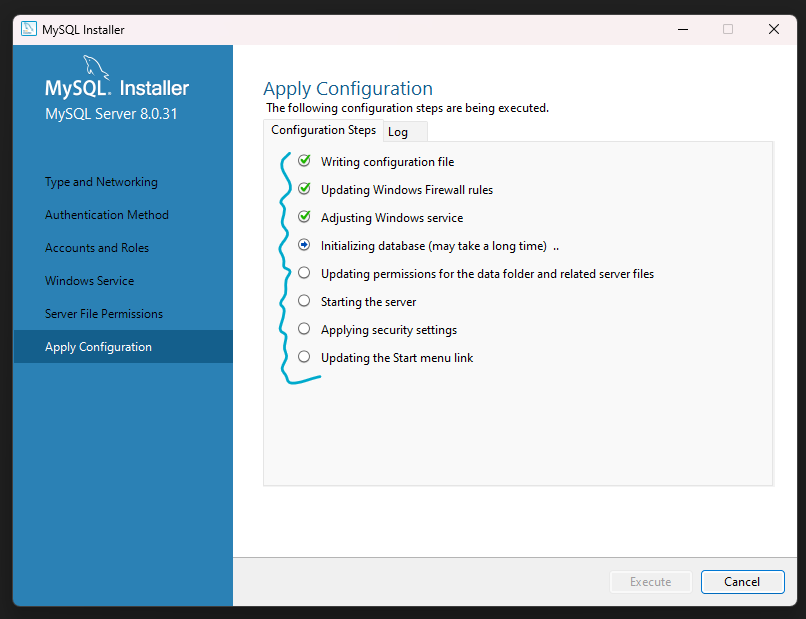 MySQL Installer
MySQL. Installer
MySQL Server 8.0.31
Type and Networking
Authentication Method
Accounts and Roles
Windows Service
Server File Permissions
Apply Configuration
Apply Configuration
The following configuration steps are being executed.
Configuration Steps Log
Writing configuration file
Updating Windows Firewall rules
Adjusting Windows service
Initializing database (may take a long time) ..
Updating permissions for the data folder and related server files
Starting the server
Applying security settings
Updating the Start menu link
Execute Cancel